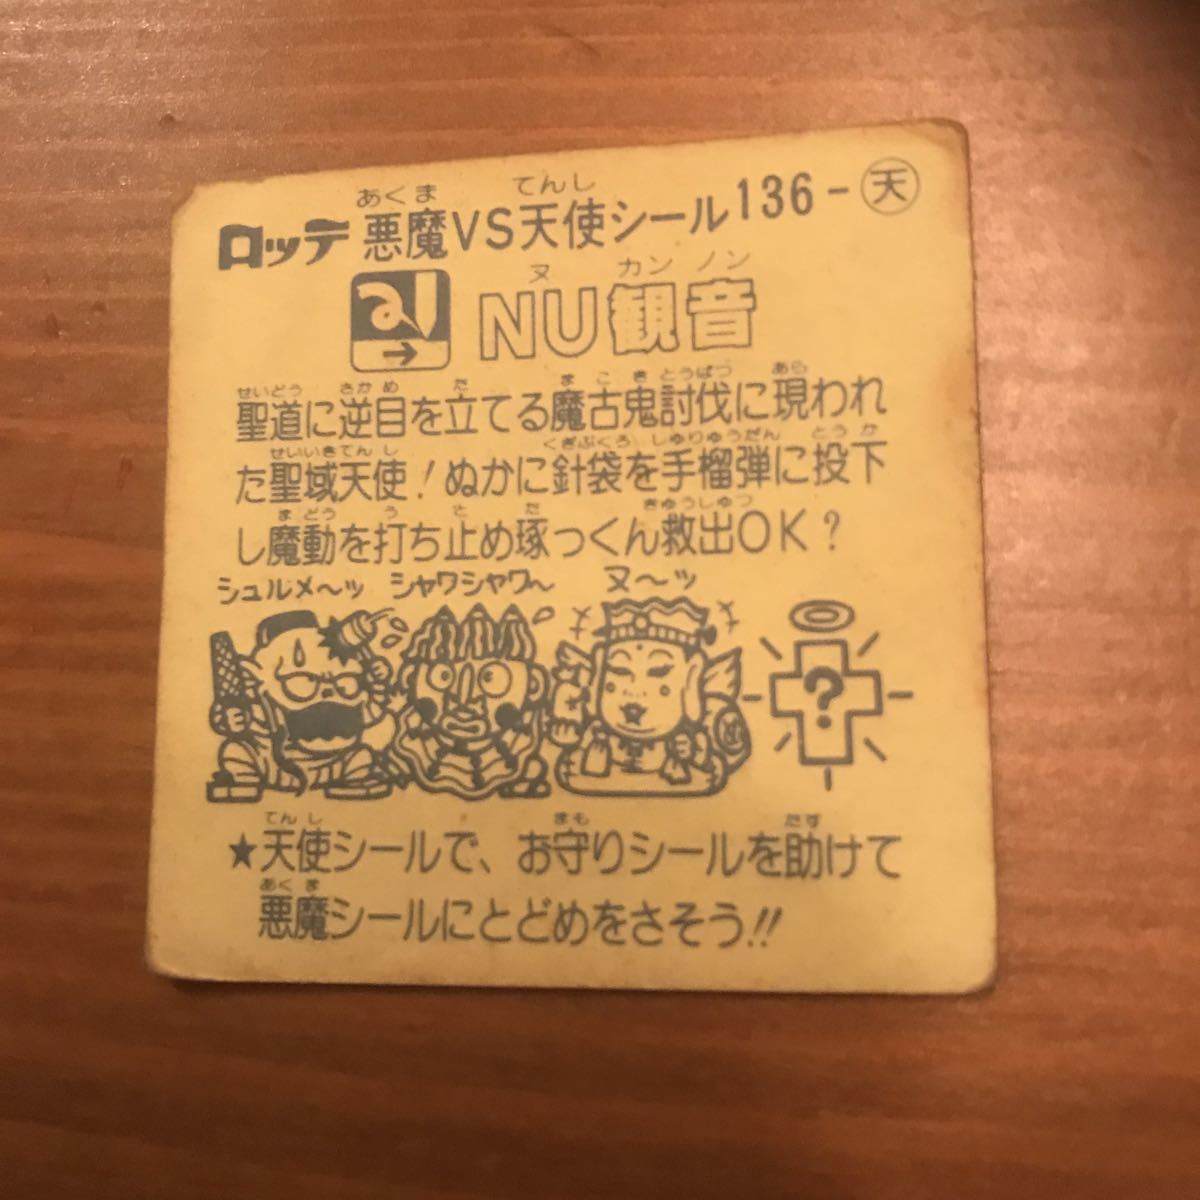 あくま てんし
ロッテ 悪魔VS天使シール136-天
ヌ カン ノン
NU観音
せいどう さかめ た まこき とうばつ あら
聖道に逆目を立てる魔古鬼討伐に現われ
せいいきてんし くぎぶくろ しゅりゅうだん とうか
た聖域天使!ぬかに針袋を手榴弾に投下
まどう う と た きゅうしゅつ
し魔動を打ち止め琢っくん救出OK?
シュルメ〜ッ シャワシャワ〜 ヌ〜ッ
?
てんし まも たす
★天使シールで、お守りシールを助けて
あくま
悪魔シールにとどめをさそう!!